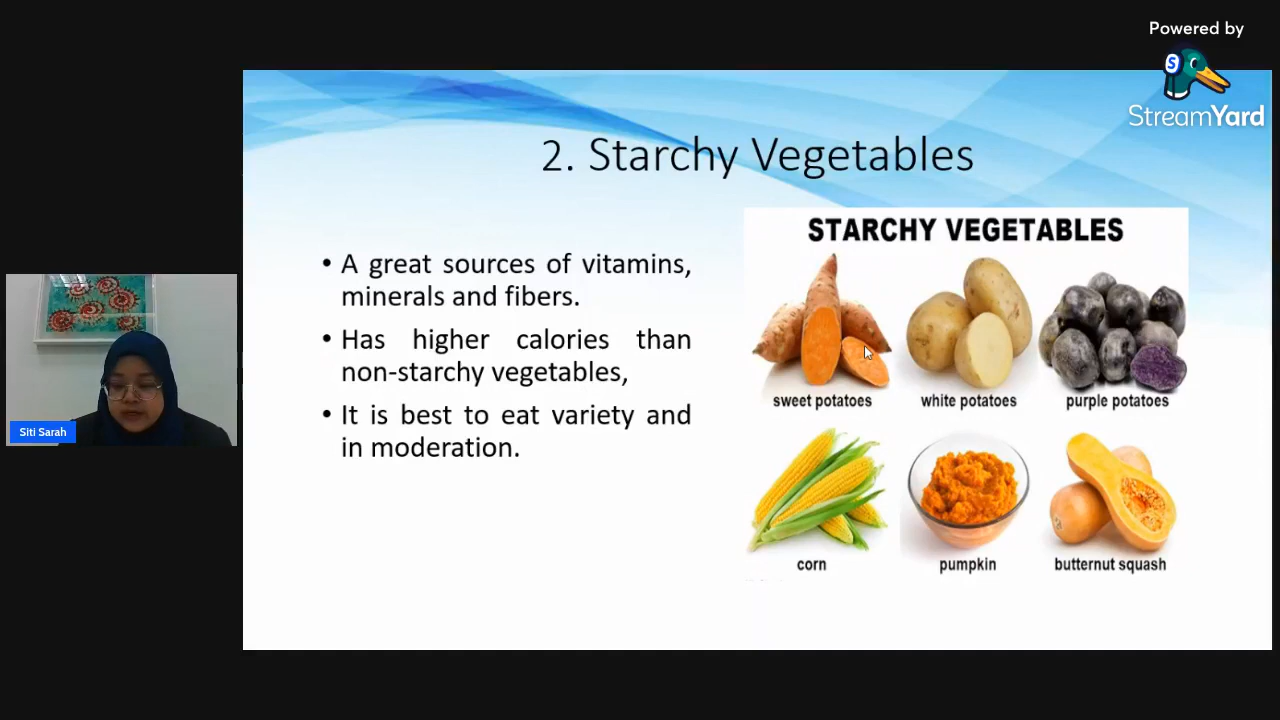 Powered by
StreamYard
2. Starchy Vegetables
• A great sources of vitamins,
minerals and fibers.
• Has higher calories than
non-starchy vegetables,
• It is best to eat variety and
in moderation.
STARCHY VEGETABLES
sweet potatoes
white potatoes
purple potatoes
corn
pumpkin
butternut squash
Siti Sarah